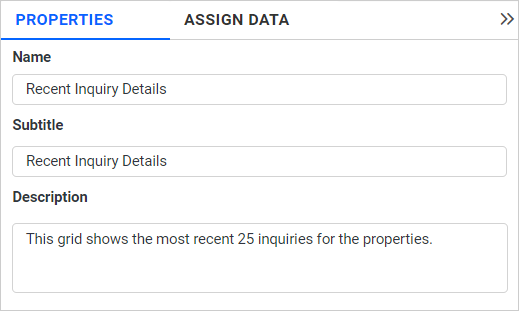 PROPERTIES ASSIGN DATA
Name
Recent Inquiry Details
Subtitle
Recent Inquiry Details
Description
This grid shows the most recent 25 inquiries for the properties.